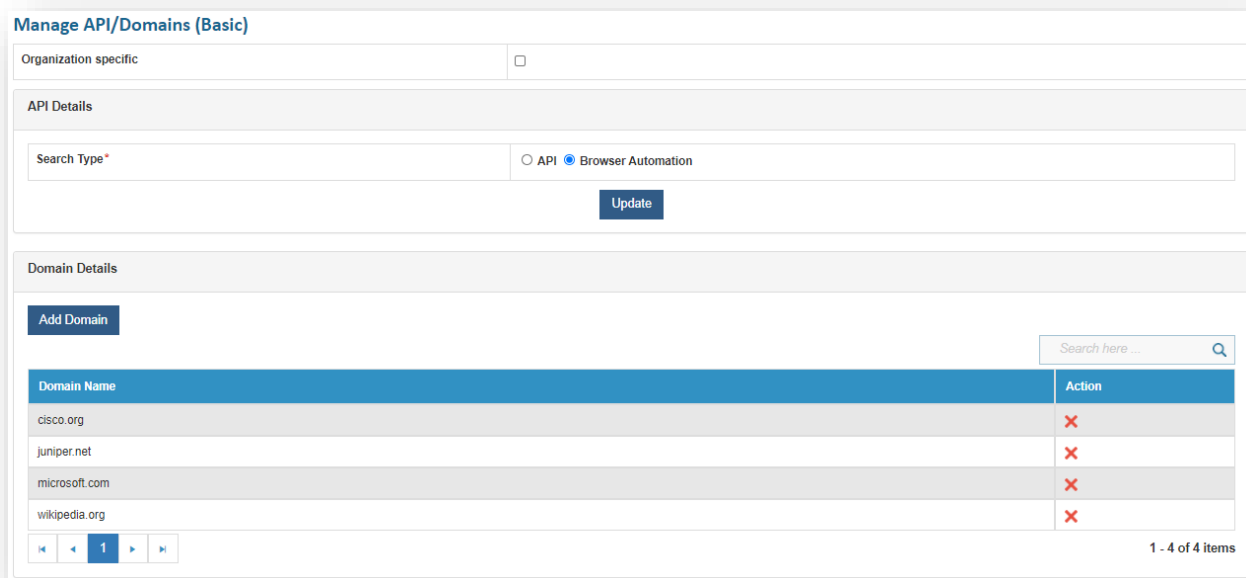 Manage API/Domains (Basic)
Organization specific
API Details
Search Type*
API Browser Automation
Update
Domain Details
Add Domain
Search here ...
Domain Name Action
cisco.org
juniper.net
microsoft.com
wikipedia.org
1 1 - 4 of 4 items